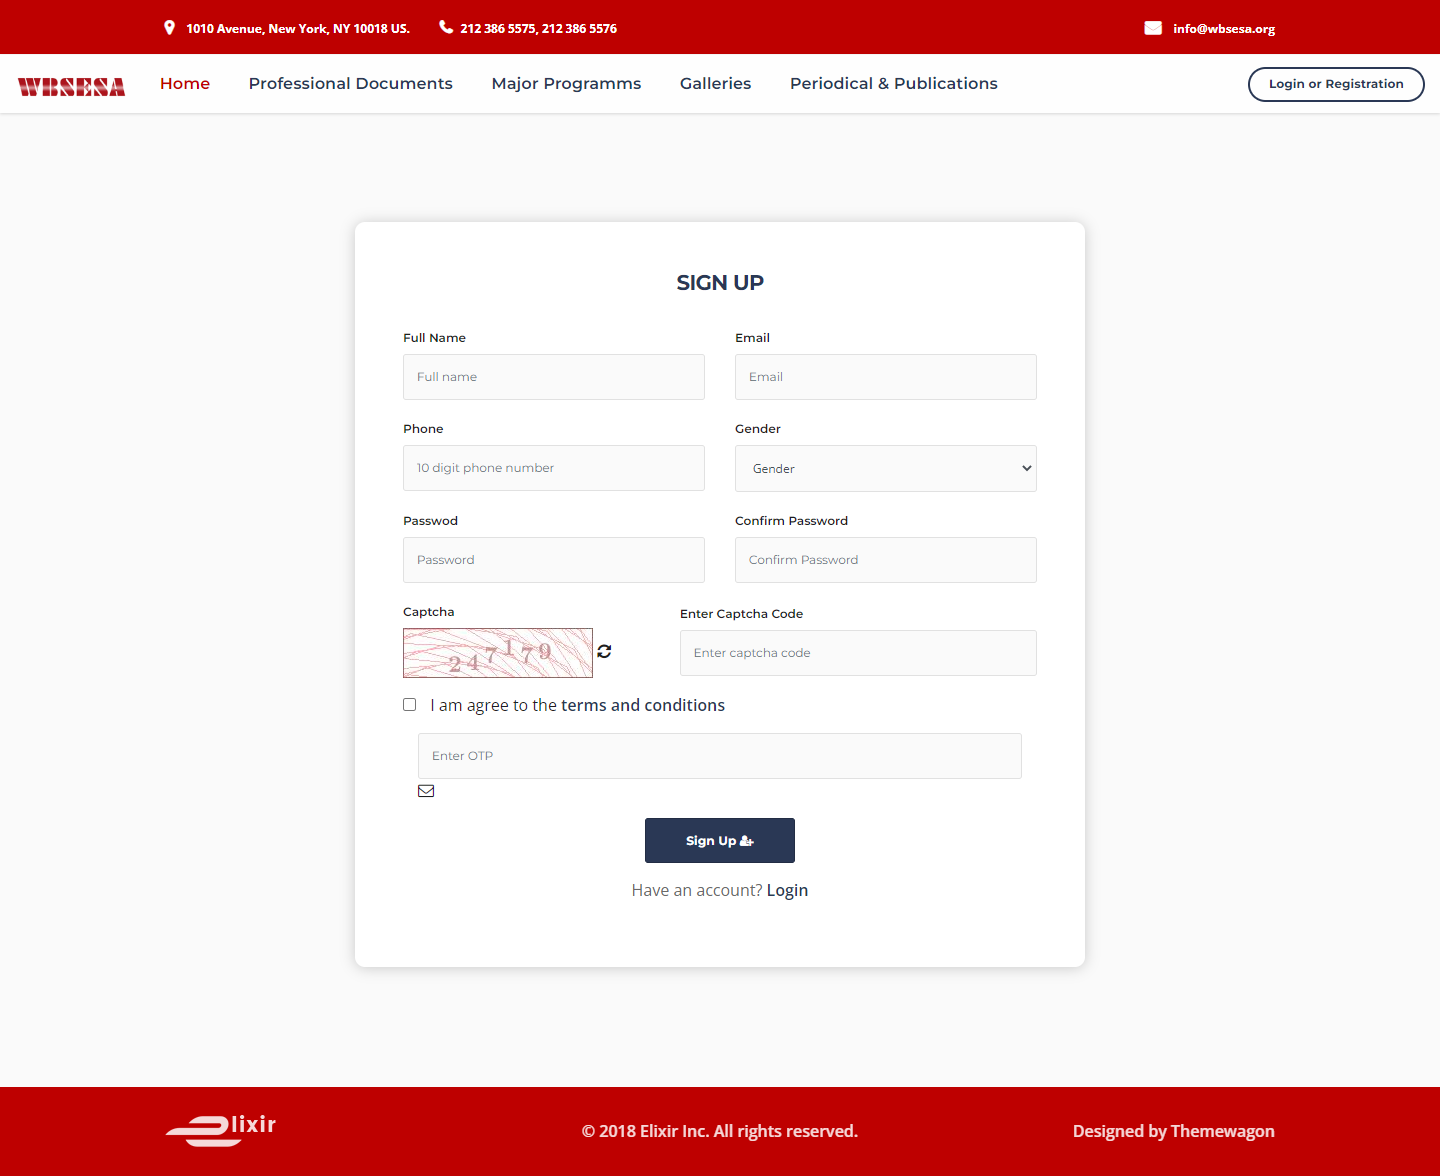 1010 Avenue, New York, NY 10018 US. 212 386 5575, 212 386 5576 info@wbsesa.org
WBSESA Home Professional Documents Major Programms Galleries Periodical & Publications Login or Registration
SIGN UP
Full Name Email
Full name Email
Phone Gender
10 digit phone number Gender
Passwod Confirm Password
Password Confirm Password
Captcha Enter Captcha Code
247179 Enter captcha code
I am agree to the terms and conditions
Enter OTP
Sign Up
Have an account? Login
elixir © 2018 Elixir Inc. All rights reserved. Designed by Themewagon